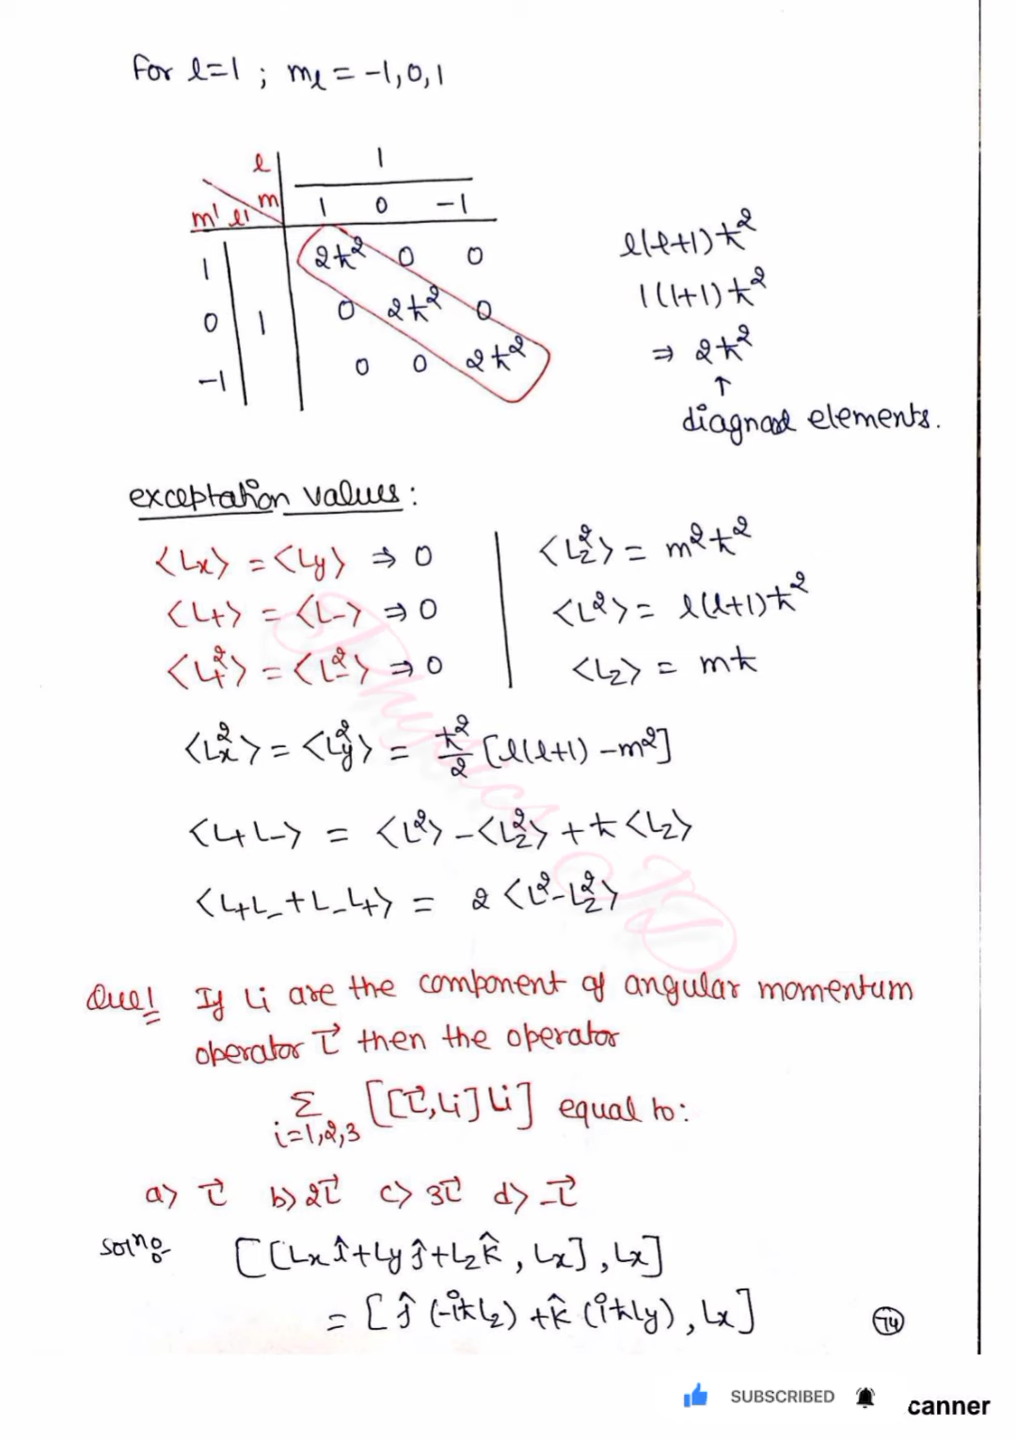 For l=1 ; mₗ = -1, 0, 1
l 1
m' l' m 1 0 -1
1 2ħ² 0 0
0 1 0 2ħ² 0
-1 0 0 2ħ²
l(l+1)ħ²
1(1+1)ħ²
⇒ 2ħ²
↑
diagnoal elements.
exceptation values:
<Lx> = <Ly> ⇒ 0
<L+> = <L-> ⇒ 0
<L+²> = <L-²> ⇒ 0
<Lz²> = m²ħ²
<L²> = l(l+1)ħ²
<Lz> = mħ
<Lx²> = <Ly²> = ħ²/2 [l(l+1) - m²]
<L+L-> = <L²> - <Lz²> + ħ<Lz>
<L+L- + L-L+> = 2 <L² - Lz²>
Physics JD
Que! If Li are the component of angular momentum
operator L⃗ then the operator
Σ i=1,2,3 [[L⃗, Li] Li] equal to:
a> L⃗ b> 2L⃗ c> 3L⃗ d> -L⃗
solno- [[Lx î + Ly ĵ + Lz k̂, Lx], Lx]
= [ĵ (-iħLz) + k̂ (iħLy), Lx]
74
SUBSCRIBED
canner